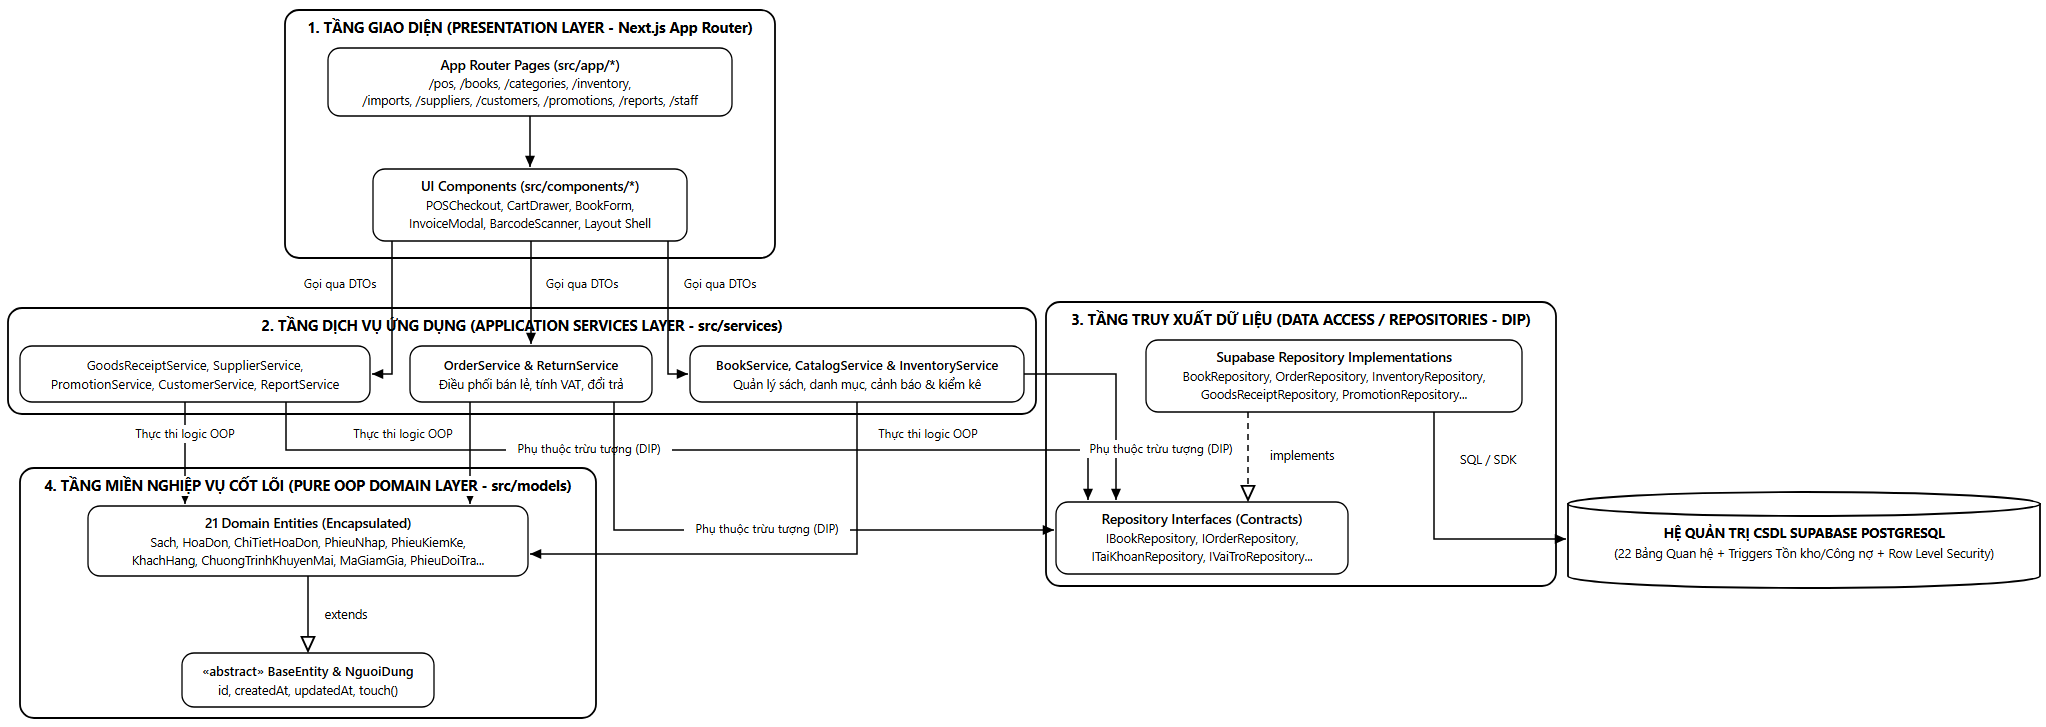 1. TẦNG GIAO DIỆN (PRESENTATION LAYER - Next.js App Router)
App Router Pages (src/app/*)
/pos, /books, /categories, /inventory,
/imports, /suppliers, /customers, /promotions, /reports, /staff
UI Components (src/components/*)
POSCheckout, CartDrawer, BookForm,
InvoiceModal, BarcodeScanner, Layout Shell
Gọi qua DTOs
Gọi qua DTOs
Gọi qua DTOs
2. TẦNG DỊCH VỤ ỨNG DỤNG (APPLICATION SERVICES LAYER - src/services)
GoodsReceiptService, SupplierService,
PromotionService, CustomerService, ReportService
OrderService & ReturnService
Điều phối bán lẻ, tính VAT, đổi trả
BookService, CatalogService & InventoryService
Quản lý sách, danh mục, cảnh báo & kiểm kê
3. TẦNG TRUY XUẤT DỮ LIỆU (DATA ACCESS / REPOSITORIES - DIP)
Supabase Repository Implementations
BookRepository, OrderRepository, InventoryRepository,
GoodsReceiptRepository, PromotionRepository...
Thực thi logic OOP
Thực thi logic OOP
Thực thi logic OOP
Phụ thuộc trừu tượng (DIP)
Phụ thuộc trừu tượng (DIP)
implements
SQL / SDK
4. TẦNG MIỀN NGHIỆP VỤ CỐT LÕI (PURE OOP DOMAIN LAYER - src/models)
21 Domain Entities (Encapsulated)
Sach, HoaDon, ChiTietHoaDon, PhieuNhap, PhieuKiemKe,
KhachHang, ChuongTrinhKhuyenMai, MaGiamGia, PhieuDoiTra...
Phụ thuộc trừu tượng (DIP)
Repository Interfaces (Contracts)
IBookRepository, IOrderRepository,
ITaiKhoanRepository, IVaiTroRepository...
HỆ QUẢN TRỊ CSDL SUPABASE POSTGRESQL
(22 Bảng Quan hệ + Triggers Tồn kho/Công nợ + Row Level Security)
extends
«abstract» BaseEntity & NguoiDung
id, createdAt, updatedAt, touch()